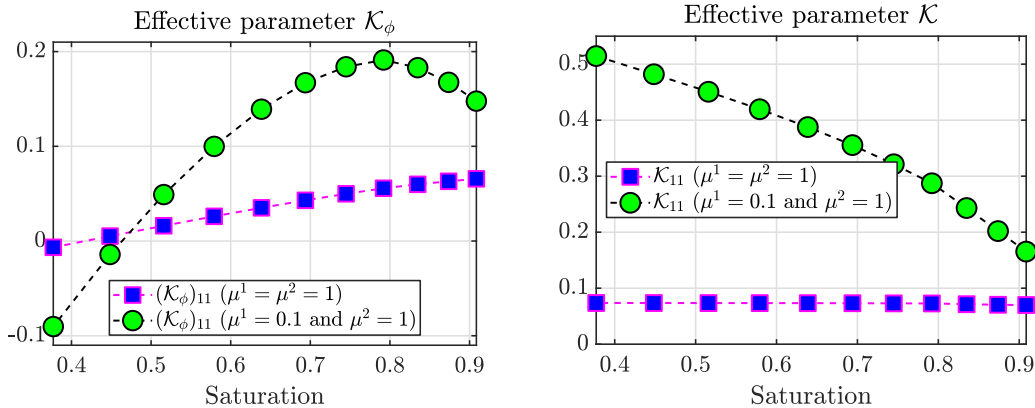 Effective parameter 𝒦_ϕ
0.2
0.1
0
-0.1
(𝒦_ϕ)₁₁ (μ¹ = μ² = 1)
(𝒦_ϕ)₁₁ (μ¹ = 0.1 and μ² = 1)
0.4 0.5 0.6 0.7 0.8 0.9
Saturation
Effective parameter 𝒦
0.5
0.4
0.3
0.2
0.1
0
𝒦₁₁ (μ¹ = μ² = 1)
𝒦₁₁ (μ¹ = 0.1 and μ² = 1)
0.4 0.5 0.6 0.7 0.8 0.9
Saturation